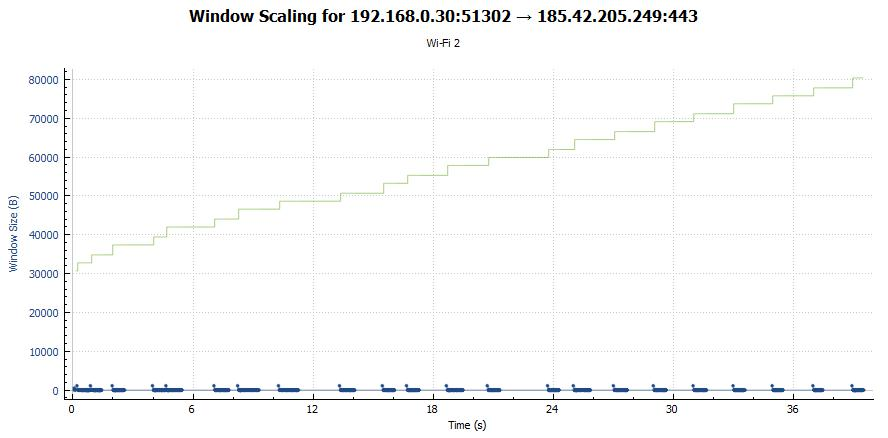 Window Scaling for 192.168.0.30:51302 → 185.42.205.249:443
Wi-Fi 2
80000
70000
60000
50000
40000
30000
20000
10000
0
Window Size (B)
0 6 12 18 24 30 36
Time (s)